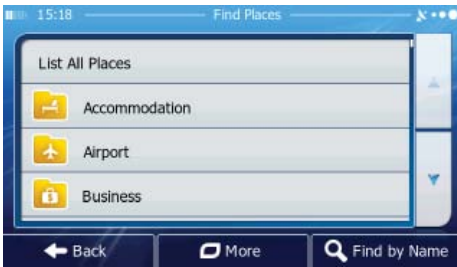 15:18 Find Places
List All Places
Accommodation
Airport
Business
Back More Find by Name